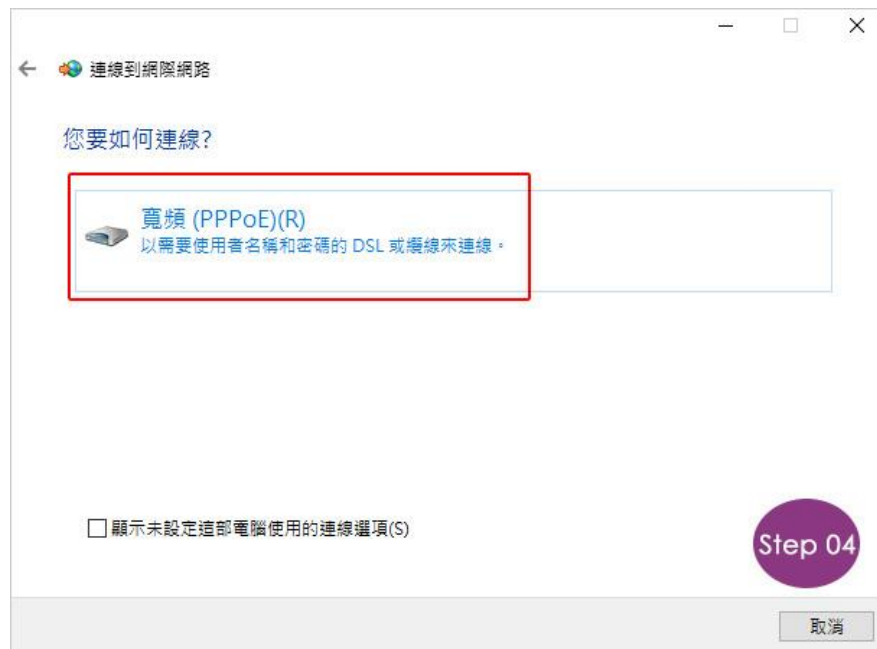 連線到網際網路
您要如何連線?
寬頻 (PPPoE)(R)
以需要使用者名稱和密碼的 DSL 或纜線來連線。
顯示未設定這部電腦使用的連線選項(S)
Step 04
取消